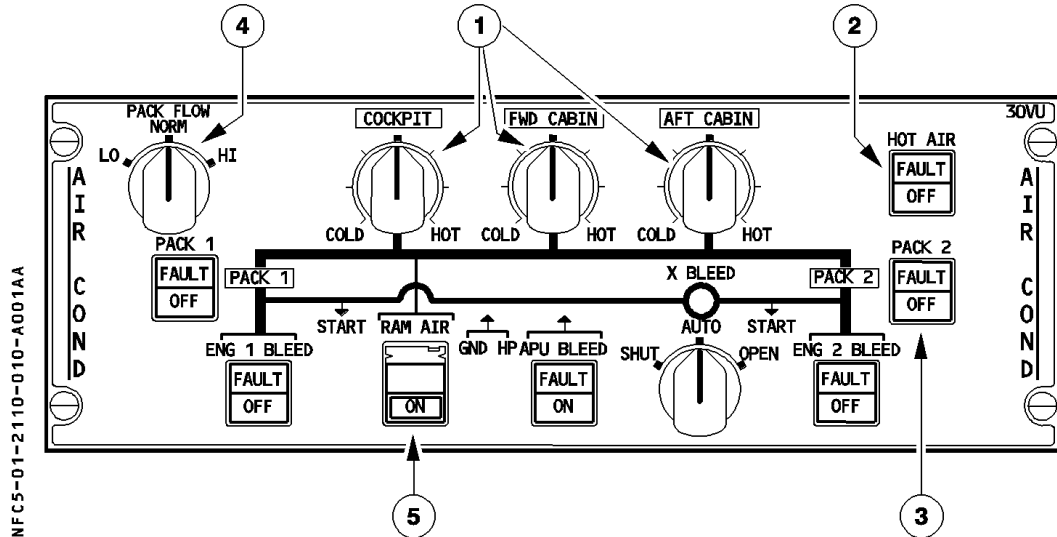 4
1
2
30VU
PACK FLOW
NORM
LO
HI
COCKPIT
FWD CABIN
AFT CABIN
HOT AIR
FAULT
OFF
AIR COND
AIR COND
COLD
HOT
COLD
HOT
COLD
HOT
PACK 1
FAULT
OFF
PACK 1
X BLEED
PACK 2
PACK 2
FAULT
OFF
START
RAM AIR
GND HP
APU BLEED
AUTO
START
SHUT
OPEN
ENG 1 BLEED
FAULT
OFF
ON
FAULT
ON
ENG 2 BLEED
FAULT
OFF
5
3
NFC5-01-2110-010-A001AA